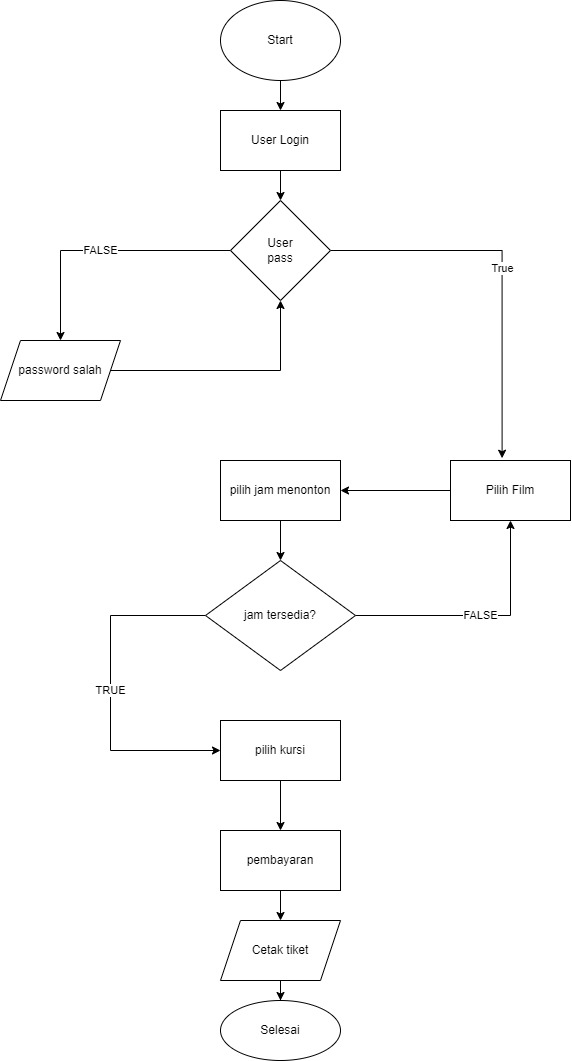 Start
User Login
User
pass
FALSE
True
password salah
pilih jam menonton
Pilih Film
jam tersedia?
FALSE
TRUE
pilih kursi
pembayaran
Cetak tiket
Selesai